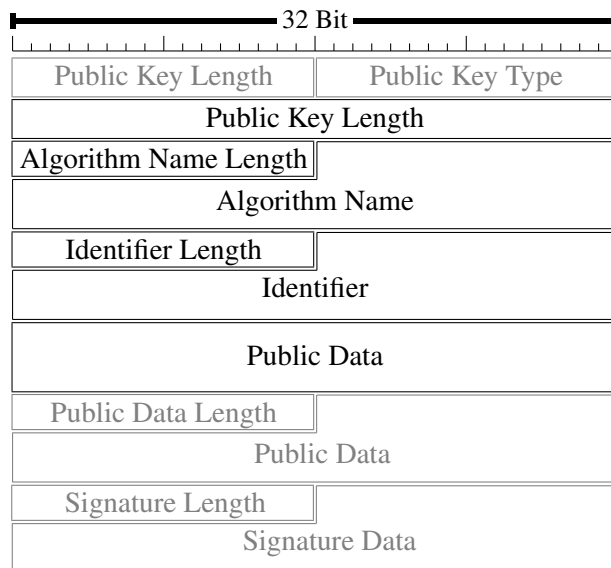 32 Bit
Public Key Length Public Key Type
Public Key Length
Algorithm Name Length
Algorithm Name
Identifier Length
Identifier
Public Data
Public Data Length
Public Data
Signature Length
Signature Data